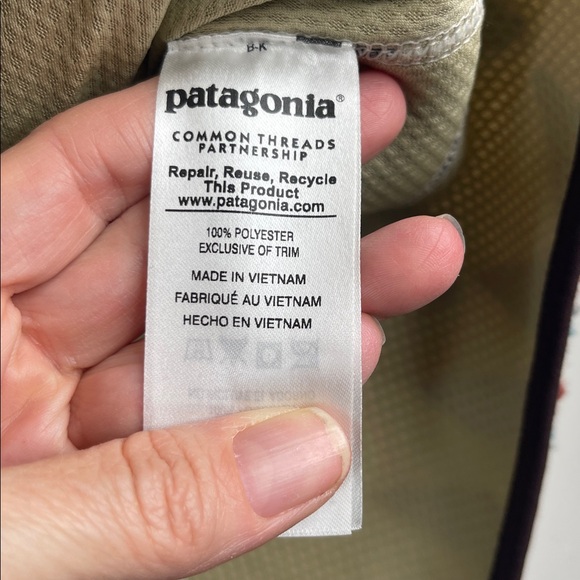 B-K
patagonia®
COMMON THREADS
PARTNERSHIP
Repair, Reuse, Recycle
This Product
www.patagonia.com
100% POLYESTER
EXCLUSIVE OF TRIM
MADE IN VIETNAM
FABRIQUÉ AU VIETNAM
HECHO EN VIETNAM